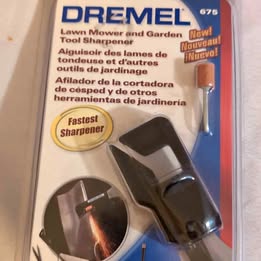 DREMEL
675
Lawn Mower and Garden
Tool Sharpener
New!
Nouveau!
¡Nuevo!
Aiguisoir des lames de
tondeuse et d'autres
outils de jardinage
Afilador de la cortadora
de césped y de otros
herramientas de jardinería
Fastest
Sharpener